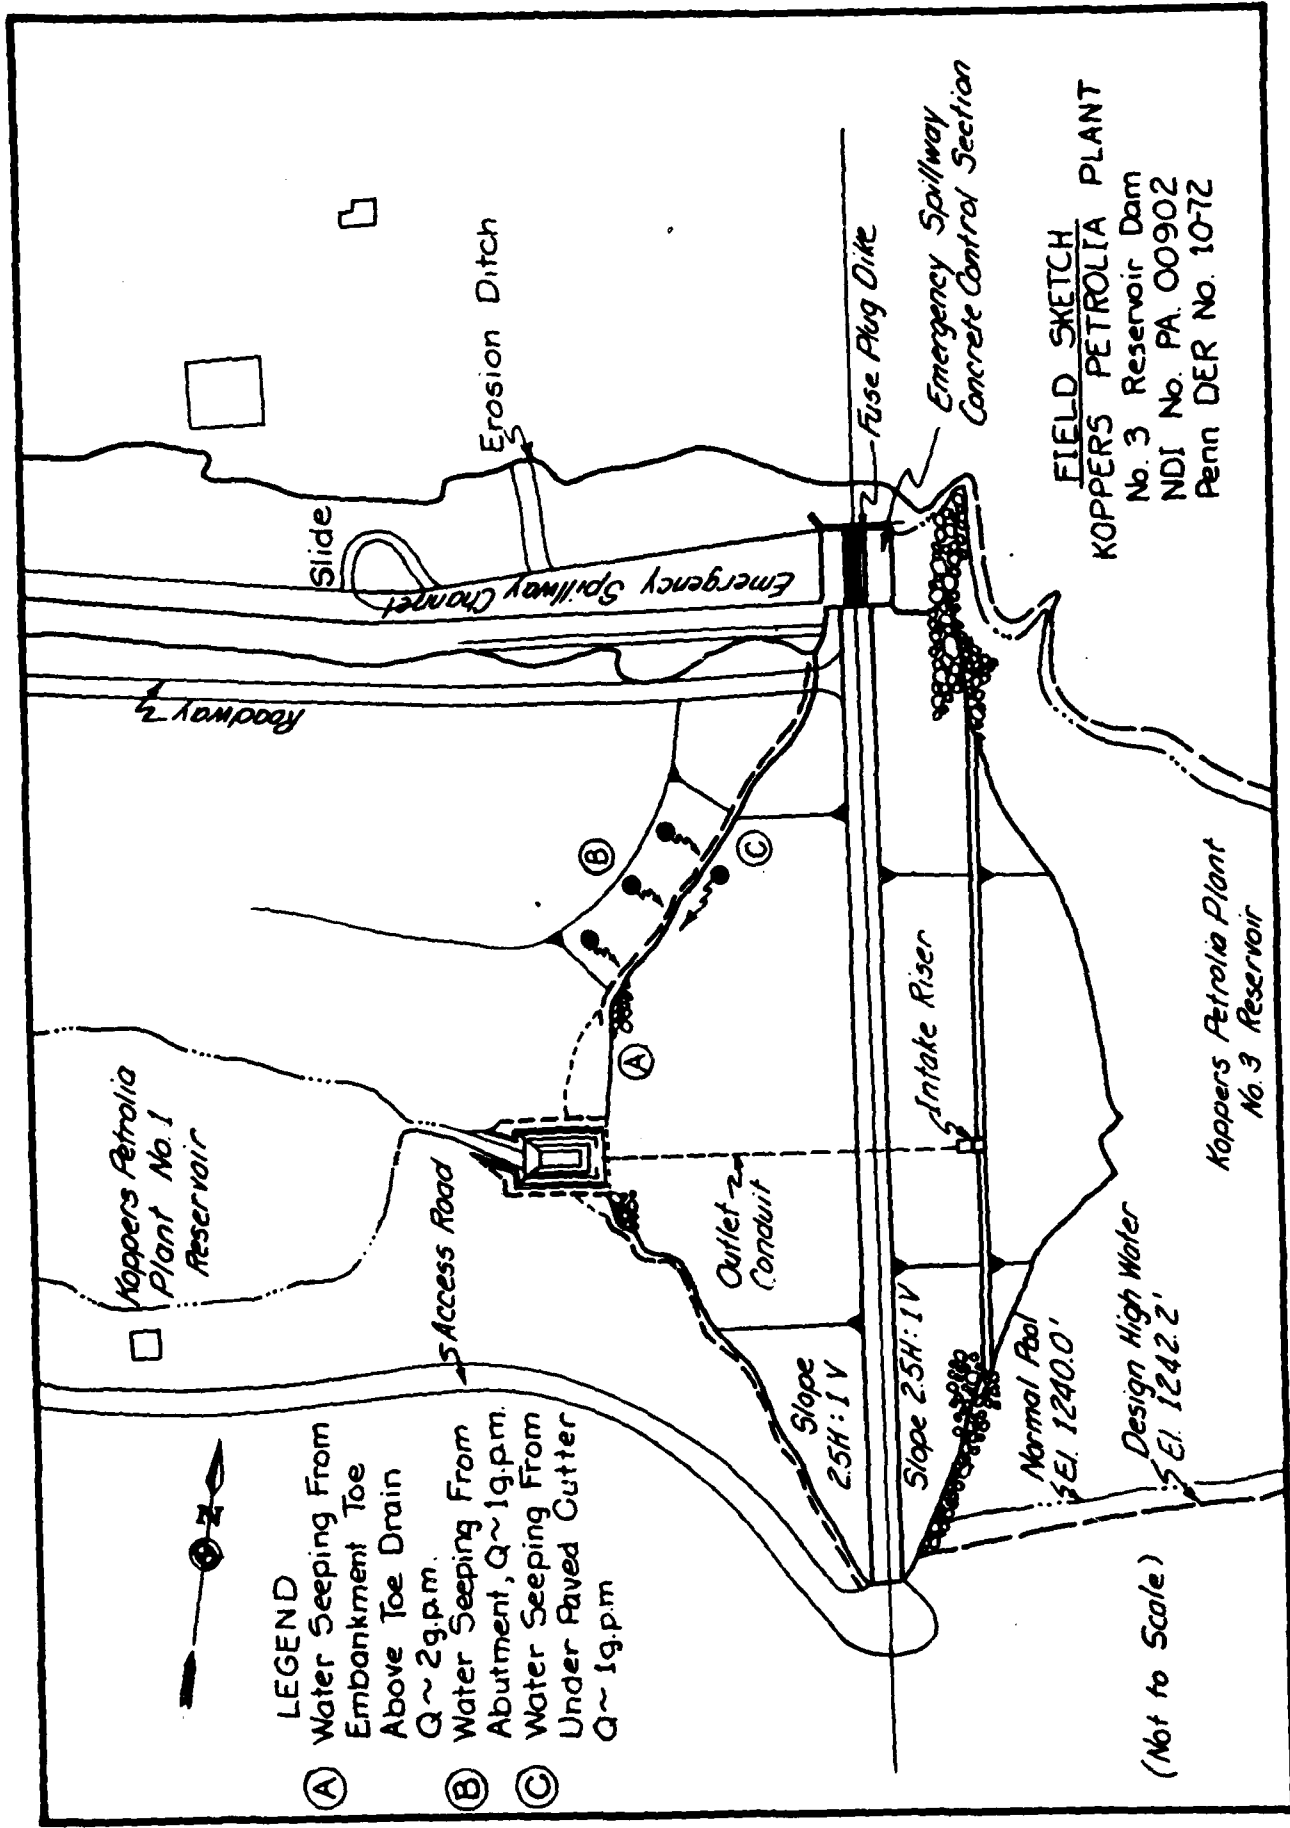 Koppers Petrolia
Plant No. 1
Reservoir
Roadway
Slide
Emergency Spillway Channel
Erosion Ditch
5 Access Road
LEGEND
A Water Seeping From
Embankment Toe
Above Toe Drain
Q~2g.p.m.
B Water Seeping From
Abutment, Q~1g.p.m.
C Water Seeping From
Under Paved Gutter
Q~1g.p.m
N
A
B
C
Outlet
Conduit
Intake Riser
Fuse Plug Dike
Emergency Spillway
Concrete Control Section
Slope
2.5H:1V
Slope 2.5H:1V
Normal Pool
El. 1240.0'
Design High Water
El. 1242.2'
Koppers Petrolia Plant
No. 3 Reservoir
(Not to Scale)
FIELD SKETCH
KOPPERS PETROLIA PLANT
No. 3 Reservoir Dam
NDI No. PA. 00902
Penn DER No. 10-72